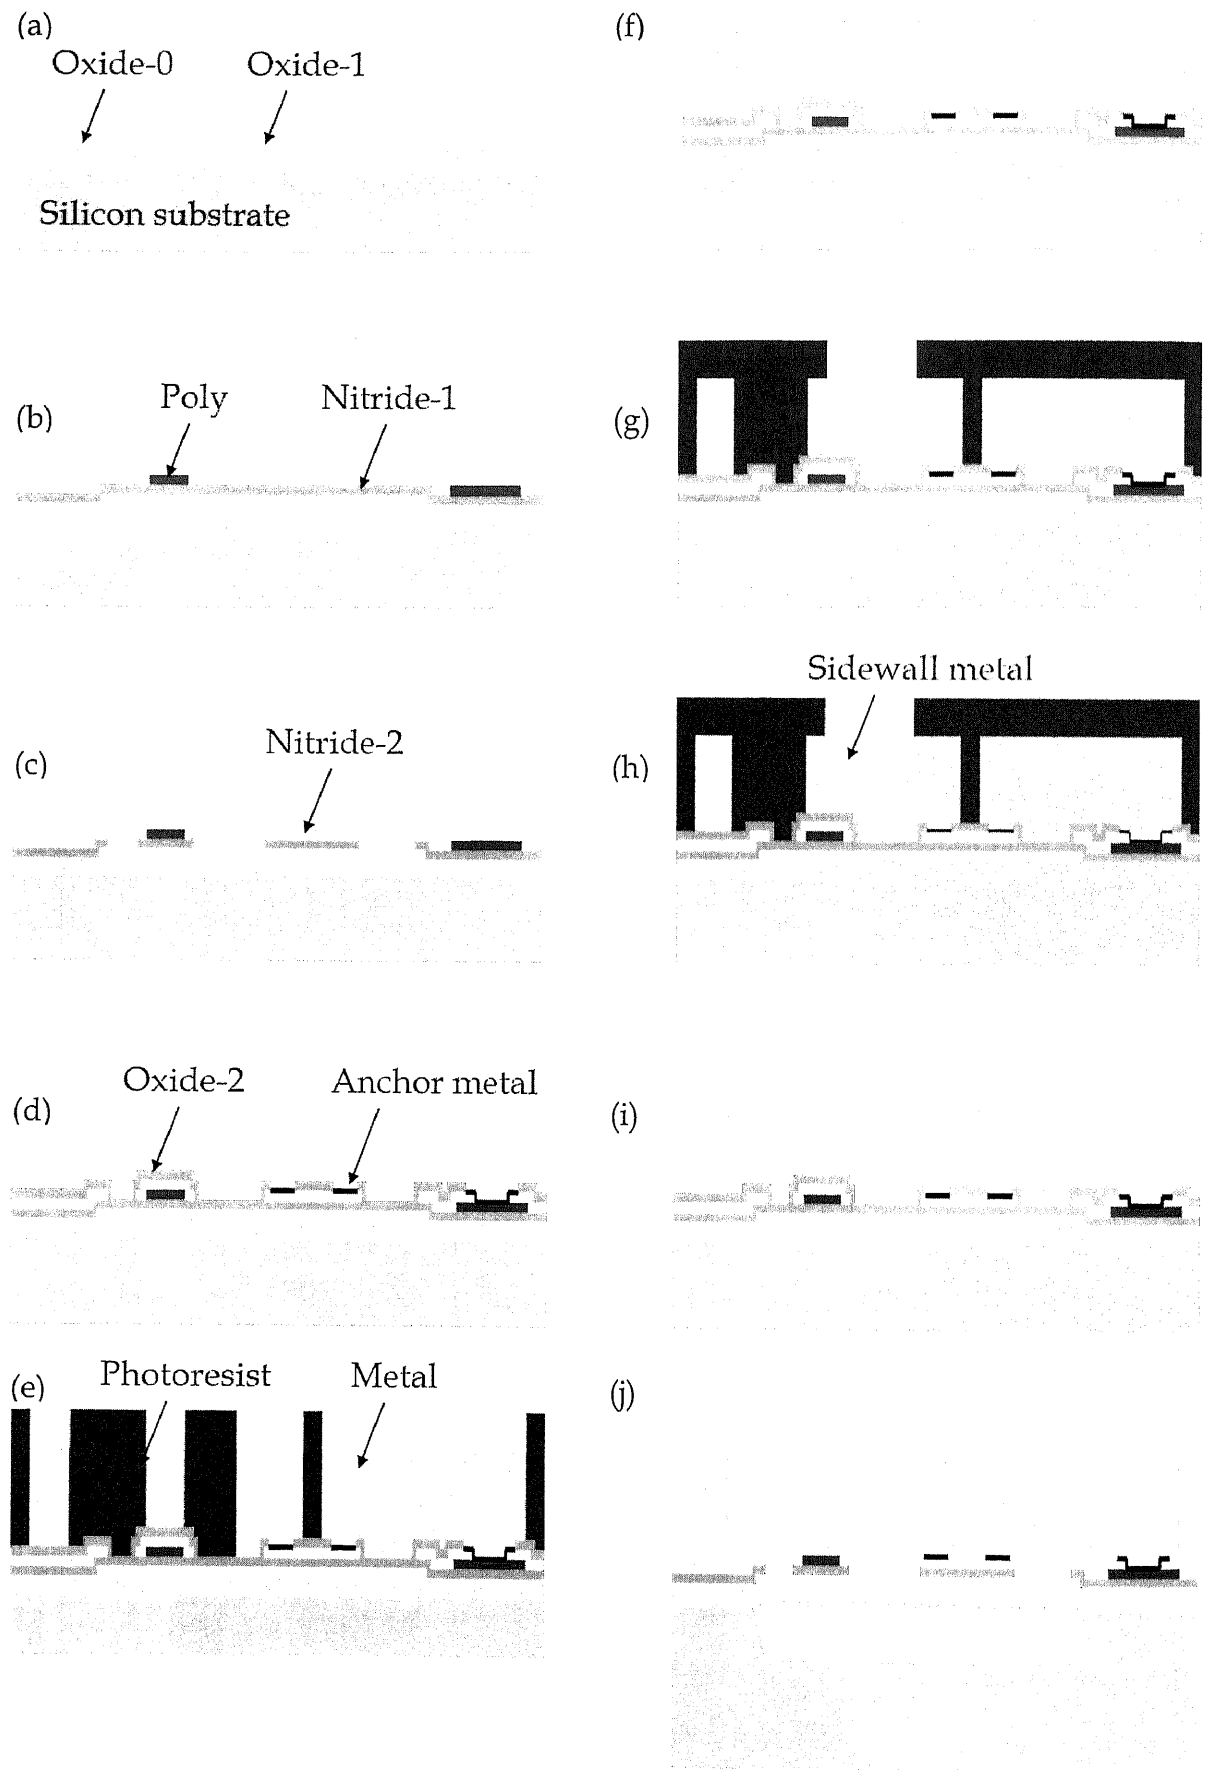 (a)
Oxide-0
Oxide-1
Silicon substrate
(b)
Poly
Nitride-1
(c)
Nitride-2
(d)
Oxide-2
Anchor metal
(e)
Photoresist
Metal
(f)
(g)
Sidewall metal
(h)
(i)
(j)